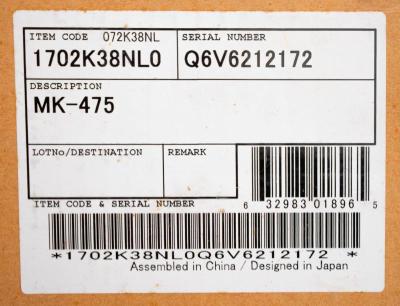 ITEM CODE 072K38NL SERIAL NUMBER
1702K38NL0 Q6V6212172
DESCRIPTION
MK-475
LOTNo/DESTINATION REMARK
ITEM CODE & SERIAL NUMBER
6 32983 01896 5
*1702K38NL0Q6V6212172 *
Assembled in China / Designed in Japan